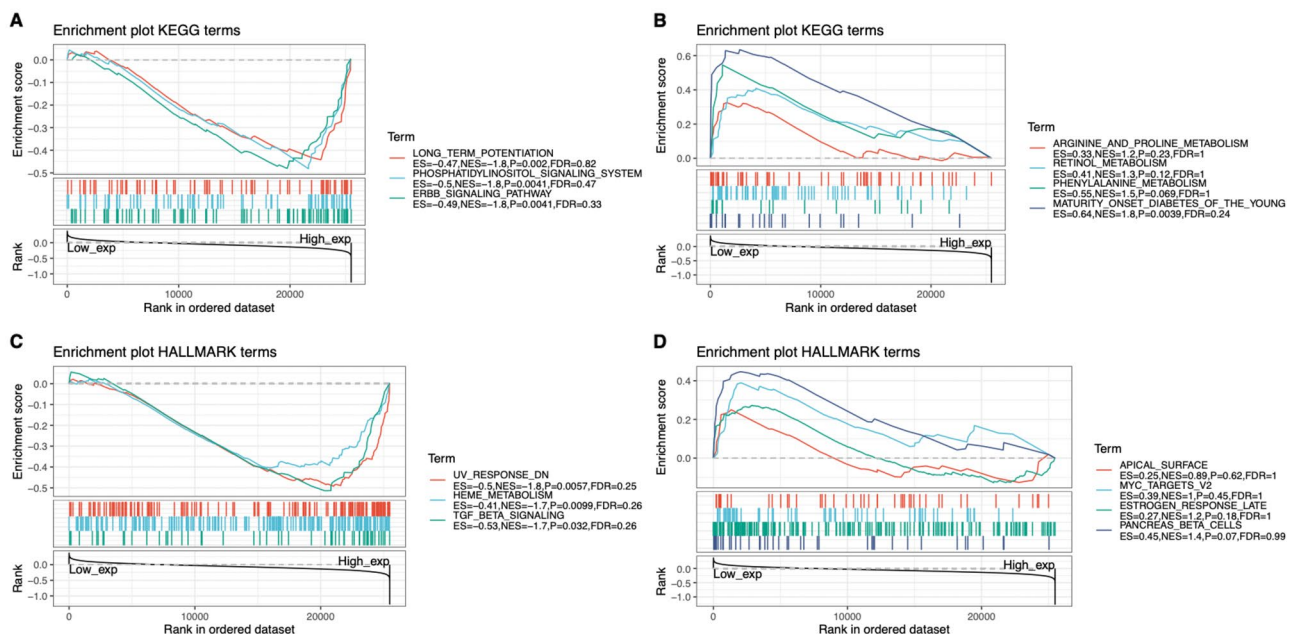 A
Enrichment plot KEGG terms
Enrichment score
0.0
−0.1
−0.2
−0.3
−0.4
−0.5
Term
LONG_TERM_POTENTIATION
ES=−0.47,NES=−1.8,P=0.002,FDR=0.82
PHOSPHATIDYLINOSITOL_SIGNALING_SYSTEM
ES=−0.5,NES=−1.8,P=0.0041,FDR=0.47
ERBB_SIGNALING_PATHWAY
ES=−0.49,NES=−1.8,P=0.0041,FDR=0.33
Rank
0.0
−0.5
−1.0
Low_exp
High_exp
0
10000
20000
Rank in ordered dataset
B
Enrichment plot KEGG terms
Enrichment score
0.6
0.4
0.2
0.0
Term
ARGININE_AND_PROLINE_METABOLISM
ES=0.33,NES=1.2,P=0.23,FDR=1
RETINOL_METABOLISM
ES=0.41,NES=1.3,P=0.12,FDR=1
PHENYLALANINE_METABOLISM
ES=0.55,NES=1.5,P=0.069,FDR=1
MATURITY_ONSET_DIABETES_OF_THE_YOUNG
ES=0.64,NES=1.8,P=0.0039,FDR=0.24
Rank
0.0
−0.5
−1.0
Low_exp
High_exp
0
10000
20000
Rank in ordered dataset
C
Enrichment plot HALLMARK terms
Enrichment score
0.0
−0.1
−0.2
−0.3
−0.4
−0.5
Term
UV_RESPONSE_DN
ES=−0.5,NES=−1.8,P=0.0057,FDR=0.25
HEME_METABOLISM
ES=−0.41,NES=−1.7,P=0.0099,FDR=0.26
TGF_BETA_SIGNALING
ES=−0.53,NES=−1.7,P=0.032,FDR=0.26
Rank
0.0
−0.5
−1.0
Low_exp
High_exp
0
10000
20000
Rank in ordered dataset
D
Enrichment plot HALLMARK terms
Enrichment score
0.4
0.2
0.0
Term
APICAL_SURFACE
ES=0.25,NES=0.89,P=0.62,FDR=1
MYC_TARGETS_V2
ES=0.39,NES=1,P=0.45,FDR=1
ESTROGEN_RESPONSE_LATE
ES=0.27,NES=1.2,P=0.18,FDR=1
PANCREAS_BETA_CELLS
ES=0.45,NES=1.4,P=0.07,FDR=0.99
Rank
0.0
−0.5
−1.0
Low_exp
High_exp
0
10000
20000
Rank in ordered dataset